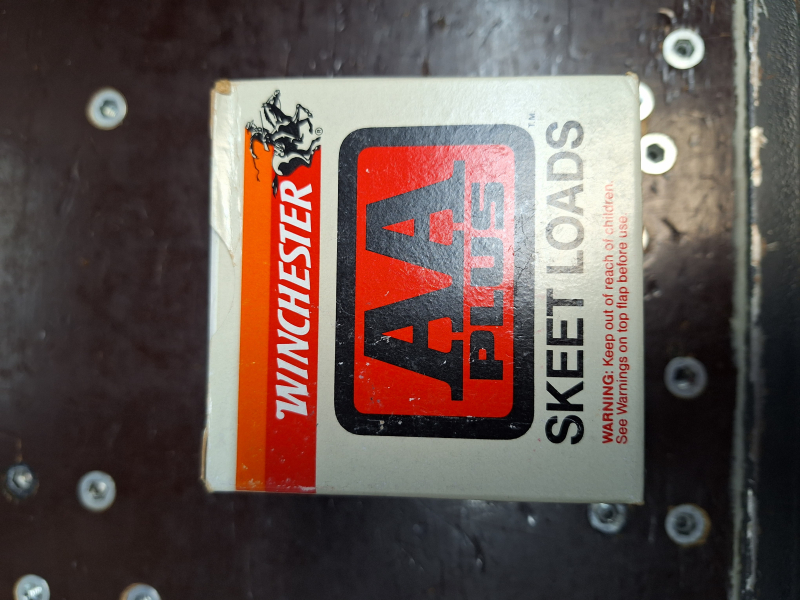 WINCHESTER®
AA
PLUS
TM
SKEET LOADS
WARNING: Keep out of reach of children.
See Warnings on top flap before use.